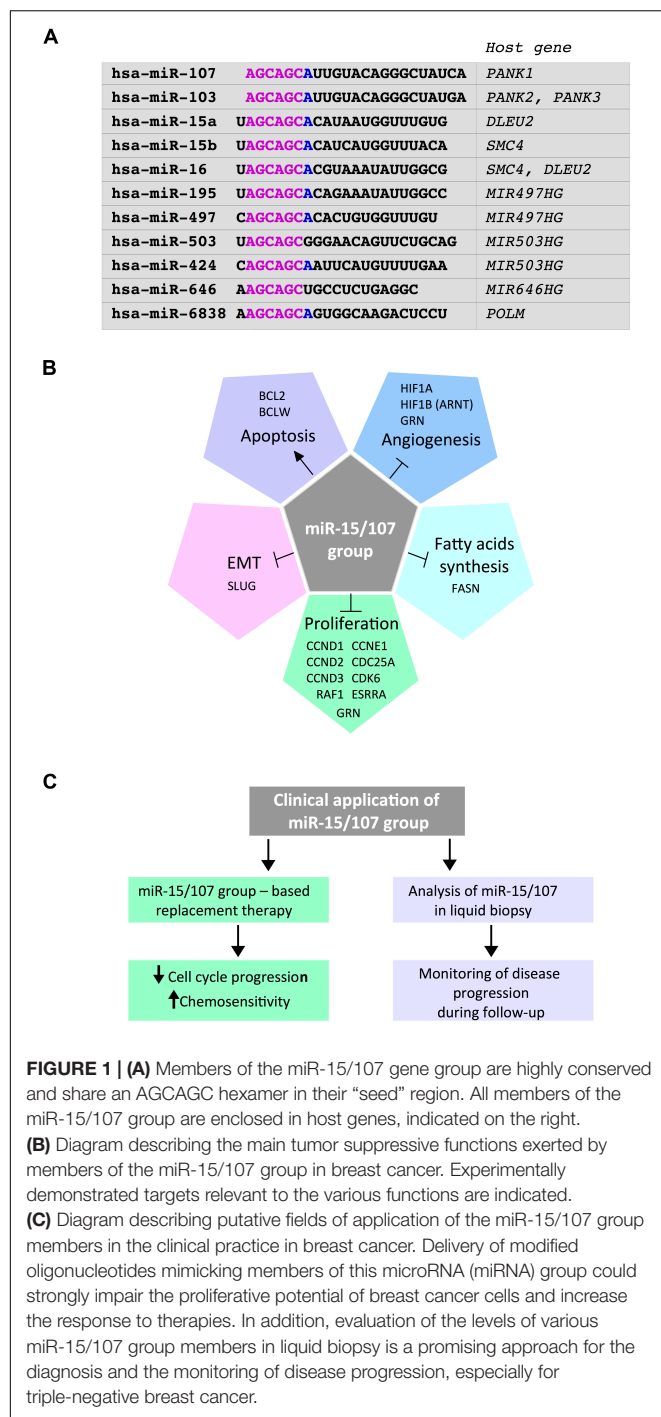 A
Host gene
hsa-miR-107 AGCAGCAUUGUACAGGGCUAUCA PANK1
hsa-miR-103 AGCAGCAUUGUACAGGGCUAUGA PANK2, PANK3
hsa-miR-15a UAGCAGCACAUAAUGGUUUGUG DLEU2
hsa-miR-15b UAGCAGCACAUCAUGGUUUACA SMC4
hsa-miR-16 UAGCAGCACGUAAAUAUUGGCG SMC4, DLEU2
hsa-miR-195 UAGCAGCACAGAAAUAUUGGCC MIR497HG
hsa-miR-497 CAGCAGCACACUGUGGUUUGU MIR497HG
hsa-miR-503 UAGCAGCGGGAACAGUUCUGCAG MIR503HG
hsa-miR-424 CAGCAGCAAUUCAUGUUUUGAA MIR503HG
hsa-miR-646 AAGCAGCUGCCUCUGAGGC MIR646HG
hsa-miR-6838 AAGCAGCAGUGGCAAGACUCCU POLM
B
BCL2
BCLW
Apoptosis
HIF1A
HIF1B (ARNT)
GRN
Angiogenesis
miR-15/107
group
EMT
SLUG
Fatty acids
synthesis
FASN
Proliferation
CCND1 CCNE1
CCND2 CDC25A
CCND3 CDK6
RAF1 ESRRA
GRN
C
Clinical application of
miR-15/107 group
miR-15/107 group – based
replacement therapy
Analysis of miR-15/107
in liquid biopsy
↓ Cell cycle progression
↑Chemosensitivity
Monitoring of disease
progression
during follow-up
FIGURE 1 | (A) Members of the miR-15/107 gene group are highly conserved
and share an AGCAGC hexamer in their “seed” region. All members of the
miR-15/107 group are enclosed in host genes, indicated on the right.
(B) Diagram describing the main tumor suppressive functions exerted by
members of the miR-15/107 group in breast cancer. Experimentally
demonstrated targets relevant to the various functions are indicated.
(C) Diagram describing putative fields of application of the miR-15/107 group
members in the clinical practice in breast cancer. Delivery of modified
oligonucleotides mimicking members of this microRNA (miRNA) group could
strongly impair the proliferative potential of breast cancer cells and increase
the response to therapies. In addition, evaluation of the levels of various
miR-15/107 group members in liquid biopsy is a promising approach for the
diagnosis and the monitoring of disease progression, especially for
triple-negative breast cancer.